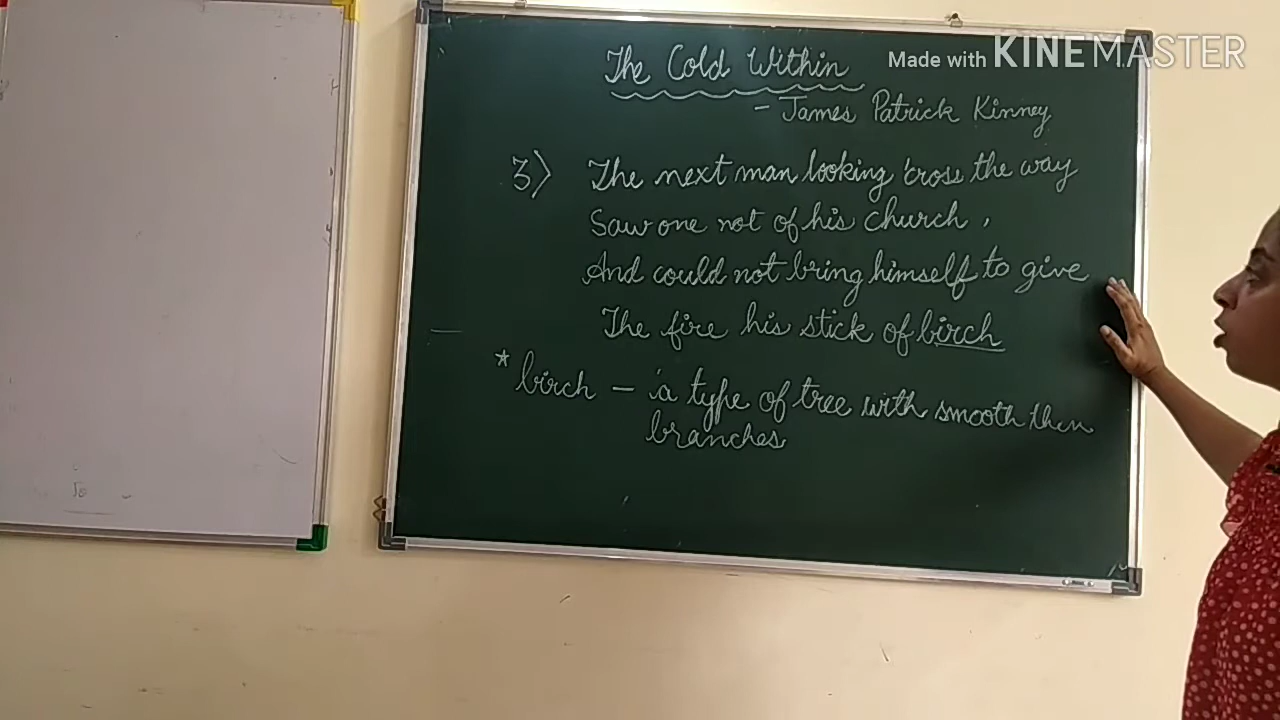 The Cold Within
Made with KINEMASTER
- James Patrick Kinney
3) The next man looking 'cross the way
Saw one not of his church,
And could not bring himself to give
The fire his stick of birch
* birch - a type of tree with smooth then
branches